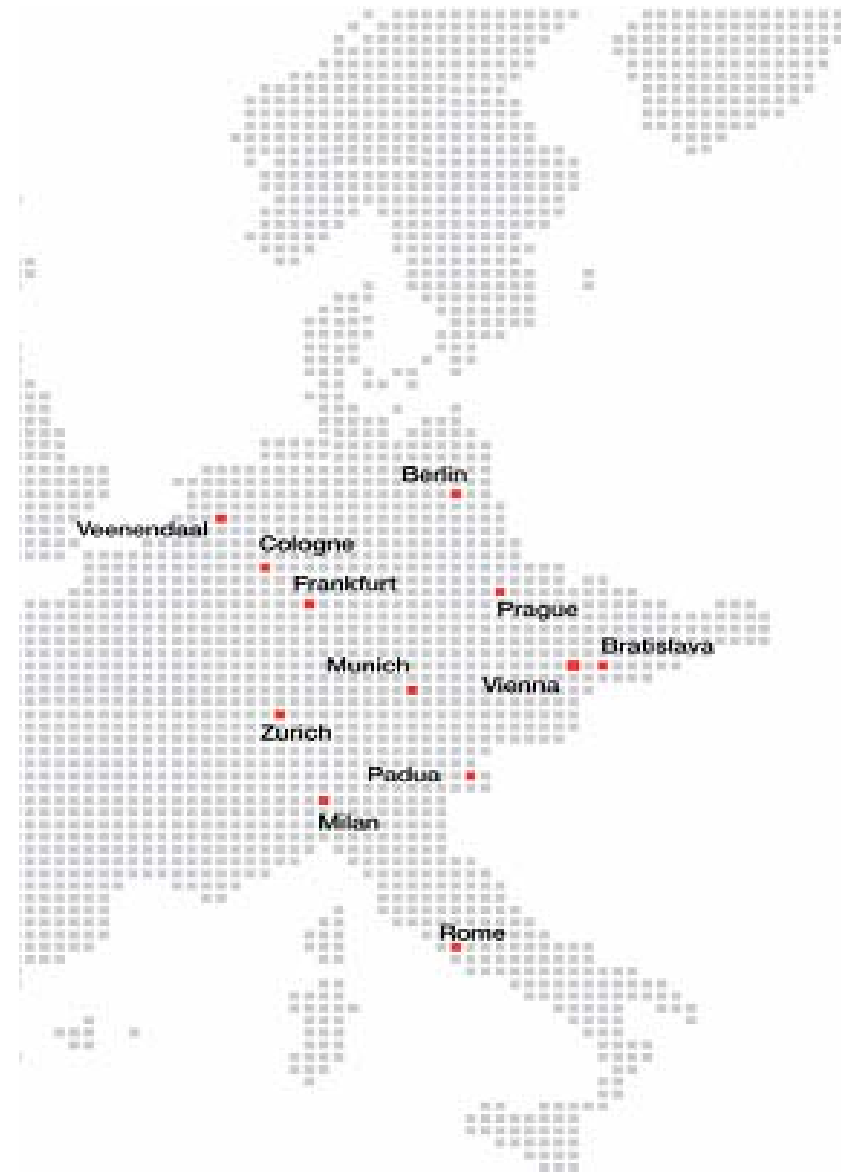 Berlin
Veenendaal
Cologne
Frankfurt
Prague
Bratislava
Munich
Vienna
Zurich
Padua
Milan
Rome